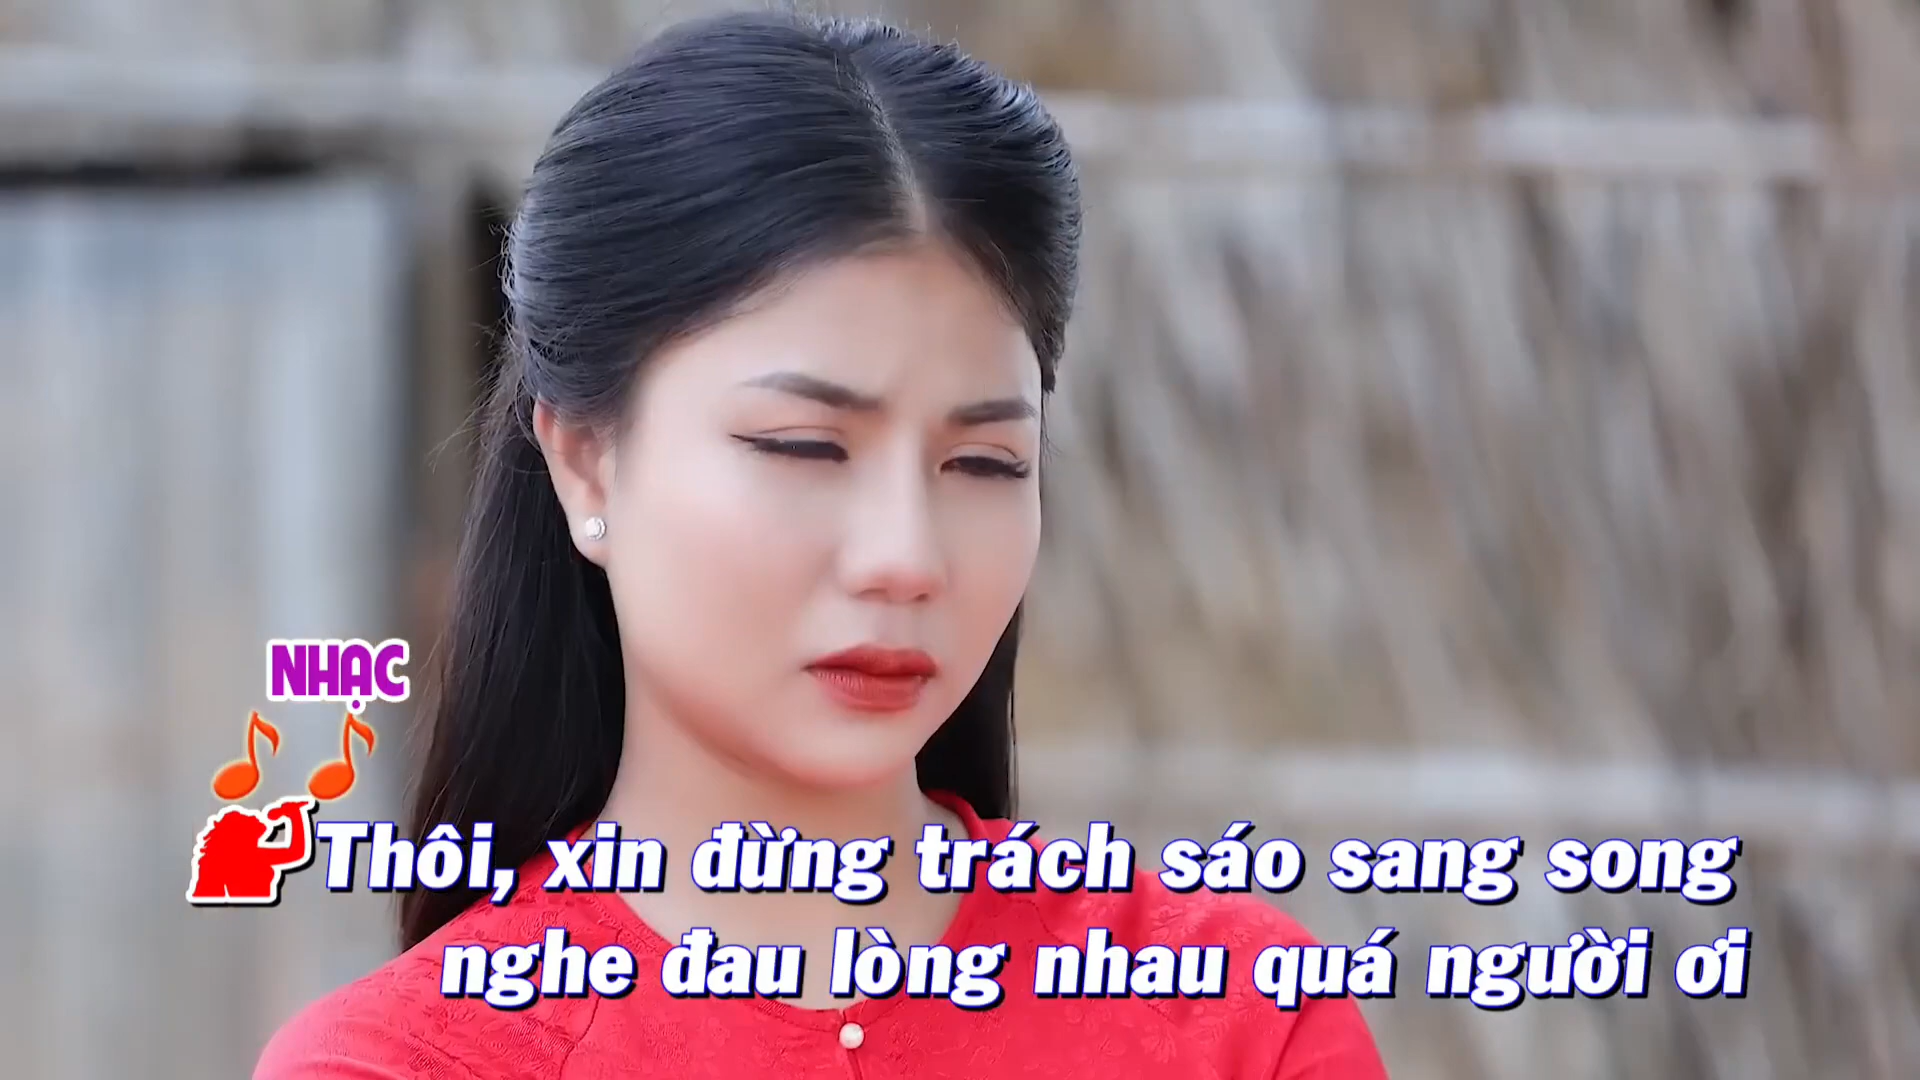 NHẠC
Thôi, xin đừng trách sáo sang song
nghe đau lòng nhau quá người ơi